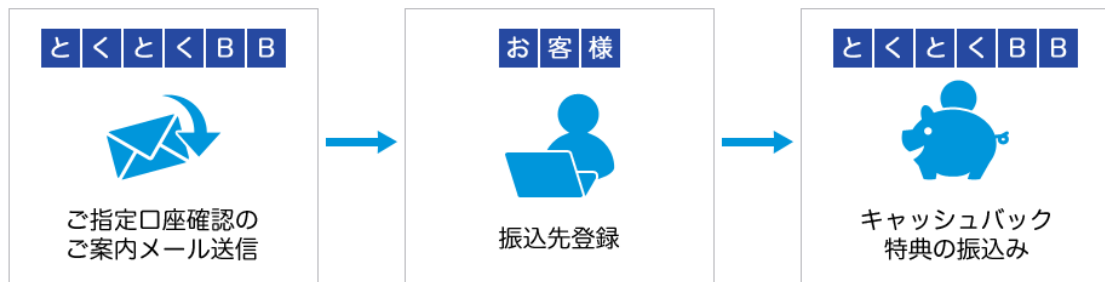 とくとくBB
ご指定口座確認の
ご案内メール送信
お客様
振込先登録
とくとくBB
キャッシュバック
特典の振込み